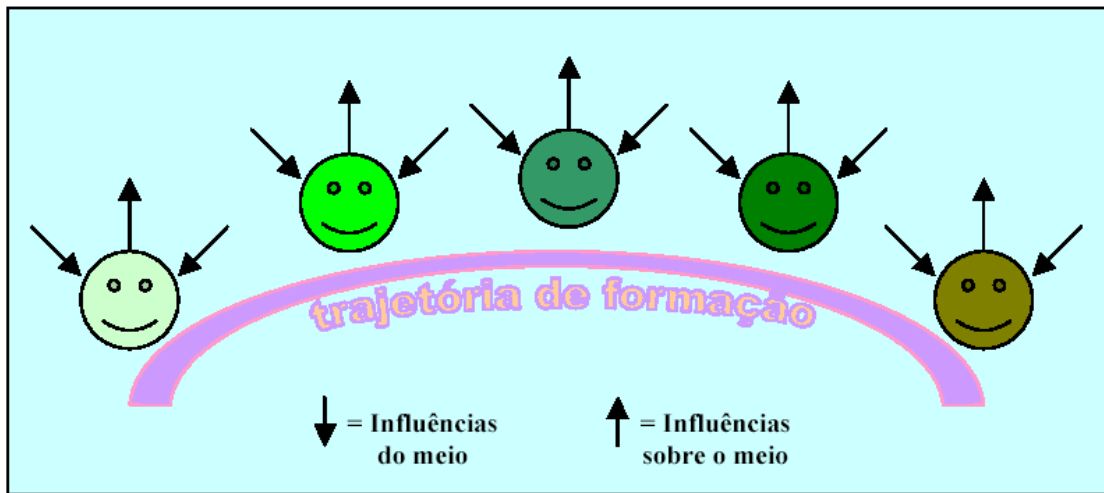 trajetória de formação
= Influências
do meio
= Influências
sobre o meio